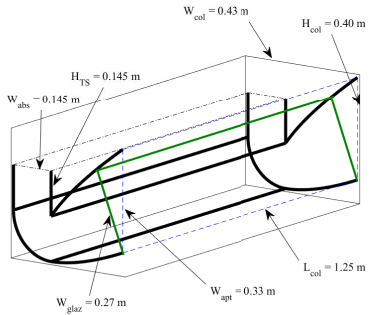 W_col = 0.43 m
H_col = 0.40 m
H_TS = 0.145 m
W_abs = 0.145 m
L_col = 1.25 m
W_apt = 0.33 m
W_glaz = 0.27 m